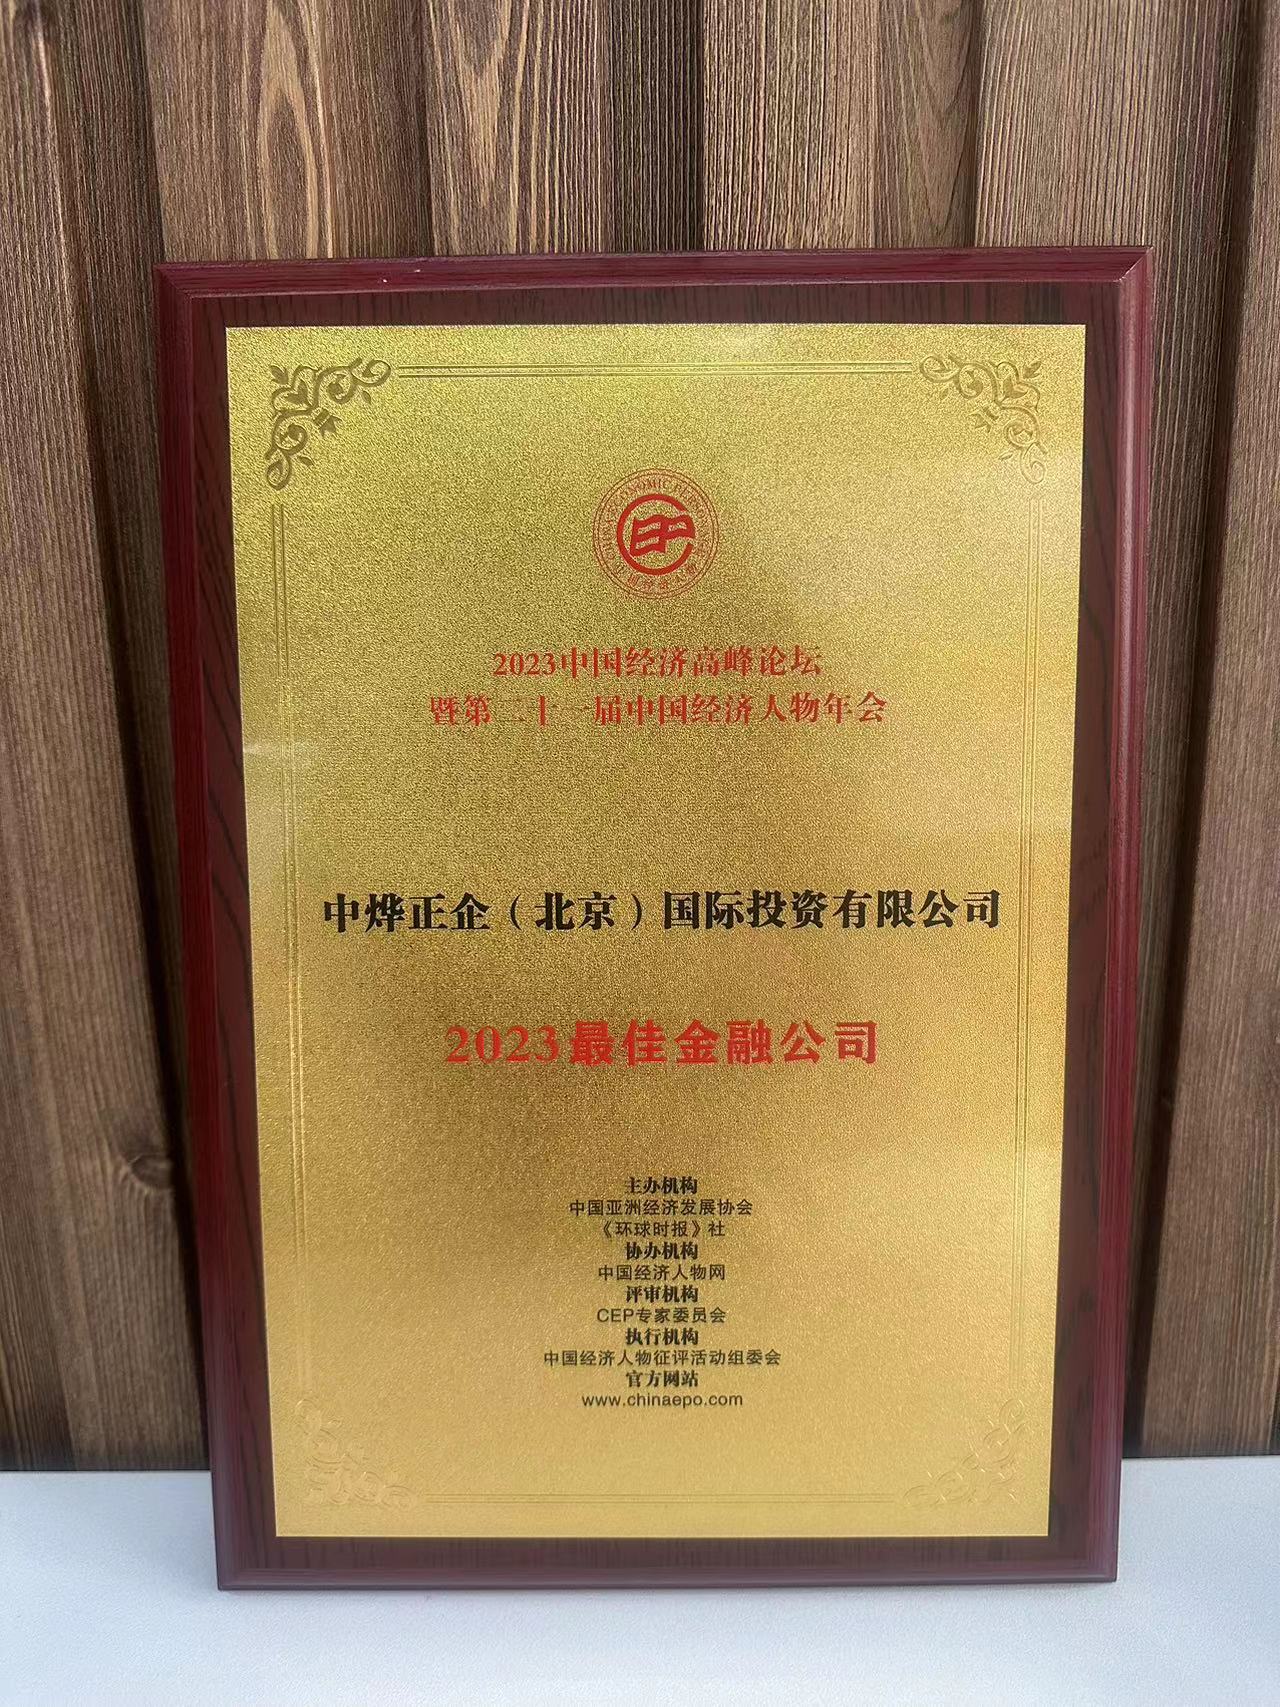 2023中国经济高峰论坛
暨第二十一届中国经济人物年会
中烨正企（北京）国际投资有限公司
2023最佳金融公司
主办机构
中国亚洲经济发展协会
《环球时报》社
协办机构
中国经济人物网
评审机构
CEP专家委员会
执行机构
中国经济人物征评活动组委会
官方网站
www.chinaepo.com